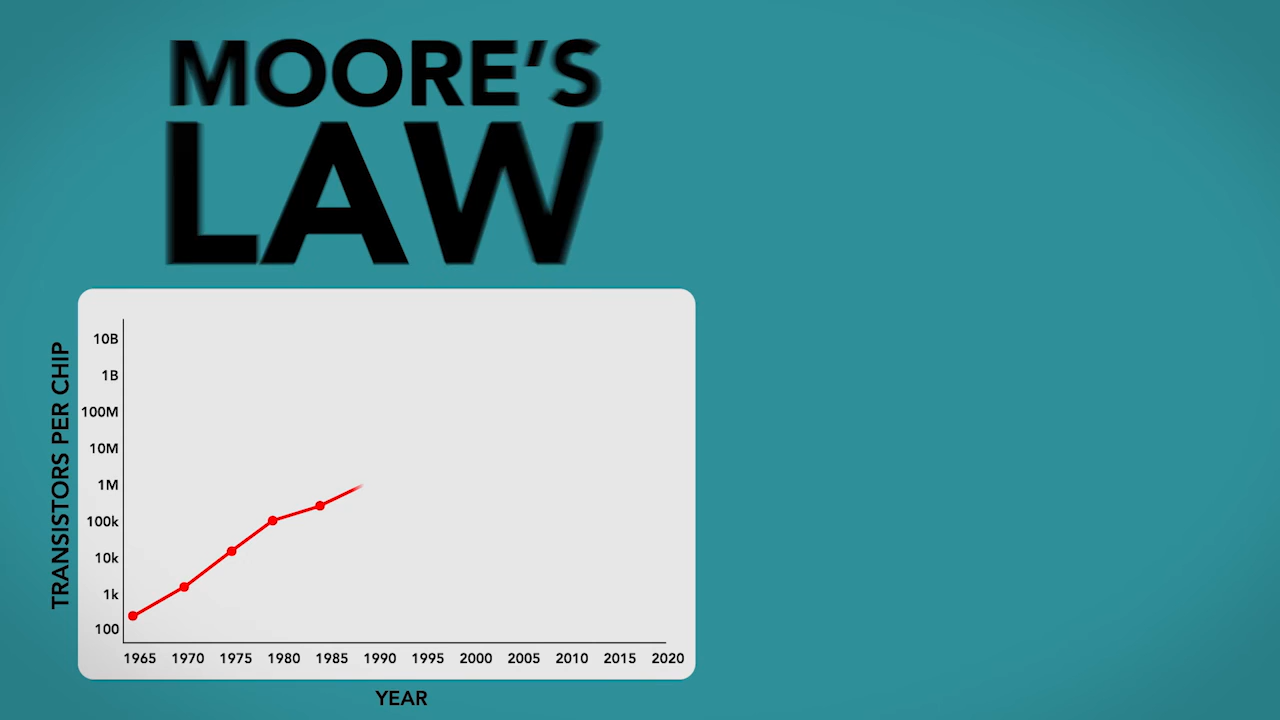 MOORE’S
LAW
TRANSISTORS PER CHIP
10B
1B
100M
10M
1M
100k
10k
1k
100
1965 1970 1975 1980 1985 1990 1995 2000 2005 2010 2015 2020
YEAR